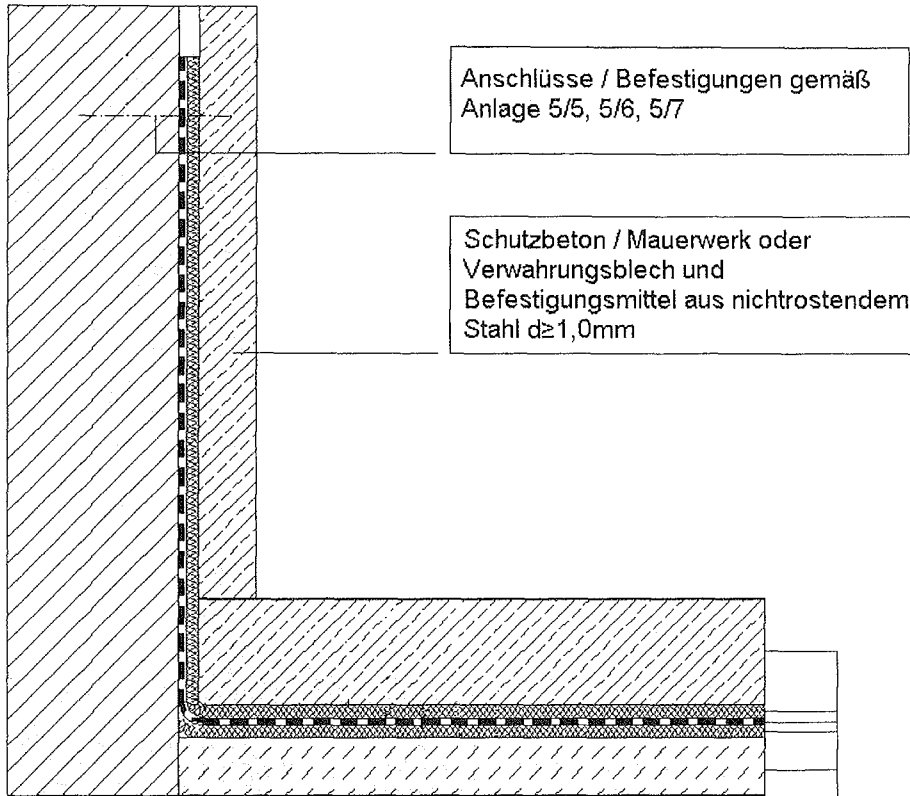 Anschlüsse / Befestigungen gemäß
Anlage 5/5, 5/6, 5/7
Schutzbeton / Mauerwerk oder
Verwahrungsblech und
Befestigungsmittel aus nichtrostendem
Stahl d≥1,0mm